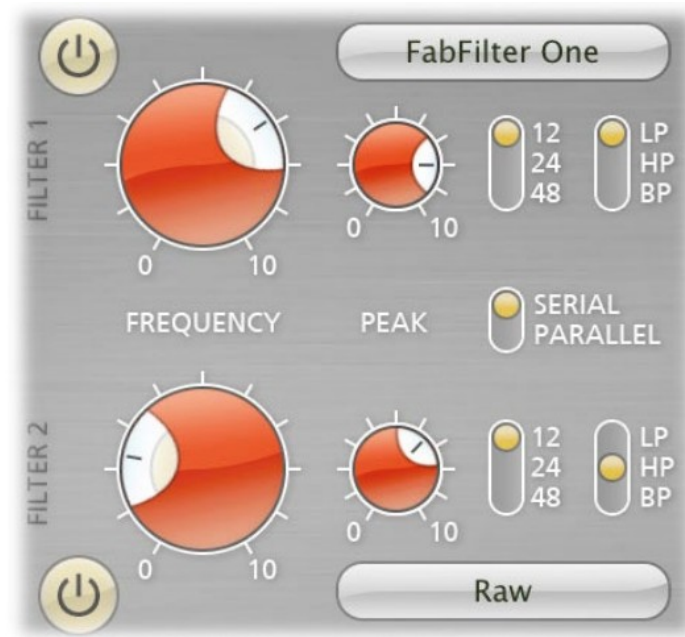 FabFilter One
FILTER 1
12
24
48
LP
HP
BP
0 10
0 10
FREQUENCY
PEAK
SERIAL
PARALLEL
FILTER 2
12
24
48
LP
HP
BP
0 10
0 10
Raw